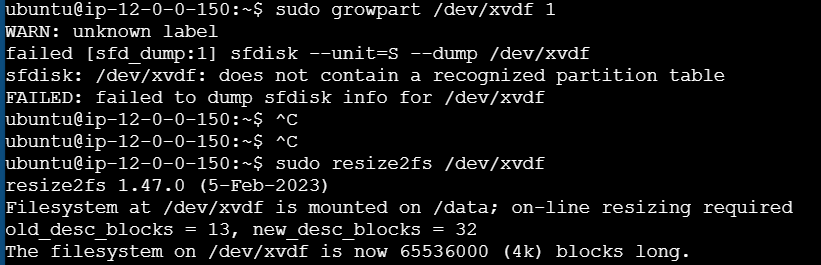 ubuntu@ip-12-0-0-150:~$ sudo growpart /dev/xvdf 1
WARN: unknown label
failed [sfd_dump:1] sfdisk --unit=S --dump /dev/xvdf
sfdisk: /dev/xvdf: does not contain a recognized partition table
FAILED: failed to dump sfdisk info for /dev/xvdf
ubuntu@ip-12-0-0-150:~$ ^C
ubuntu@ip-12-0-0-150:~$ ^C
ubuntu@ip-12-0-0-150:~$ sudo resize2fs /dev/xvdf
resize2fs 1.47.0 (5-Feb-2023)
Filesystem at /dev/xvdf is mounted on /data; on-line resizing required
old_desc_blocks = 13, new_desc_blocks = 32
The filesystem on /dev/xvdf is now 65536000 (4k) blocks long.